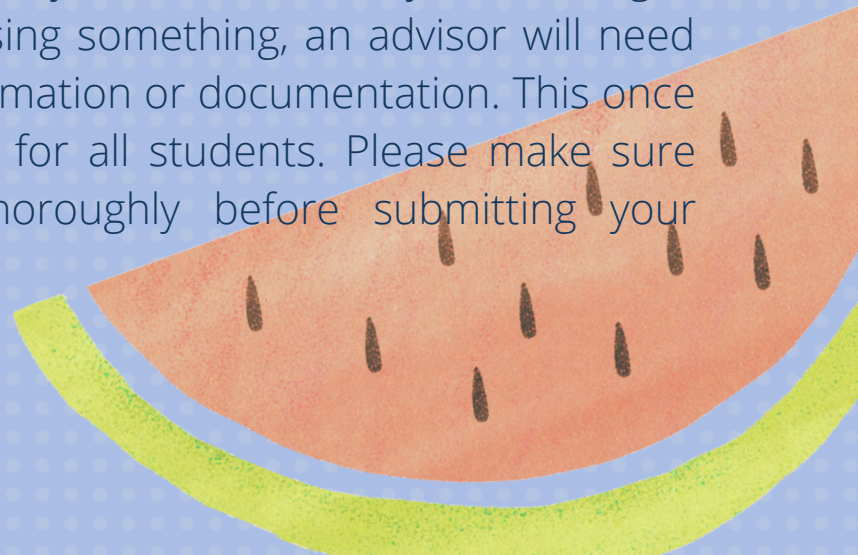 sing something, an advisor will need
mation or documentation. This once
for all students. Please make sure
horoughly before submitting your